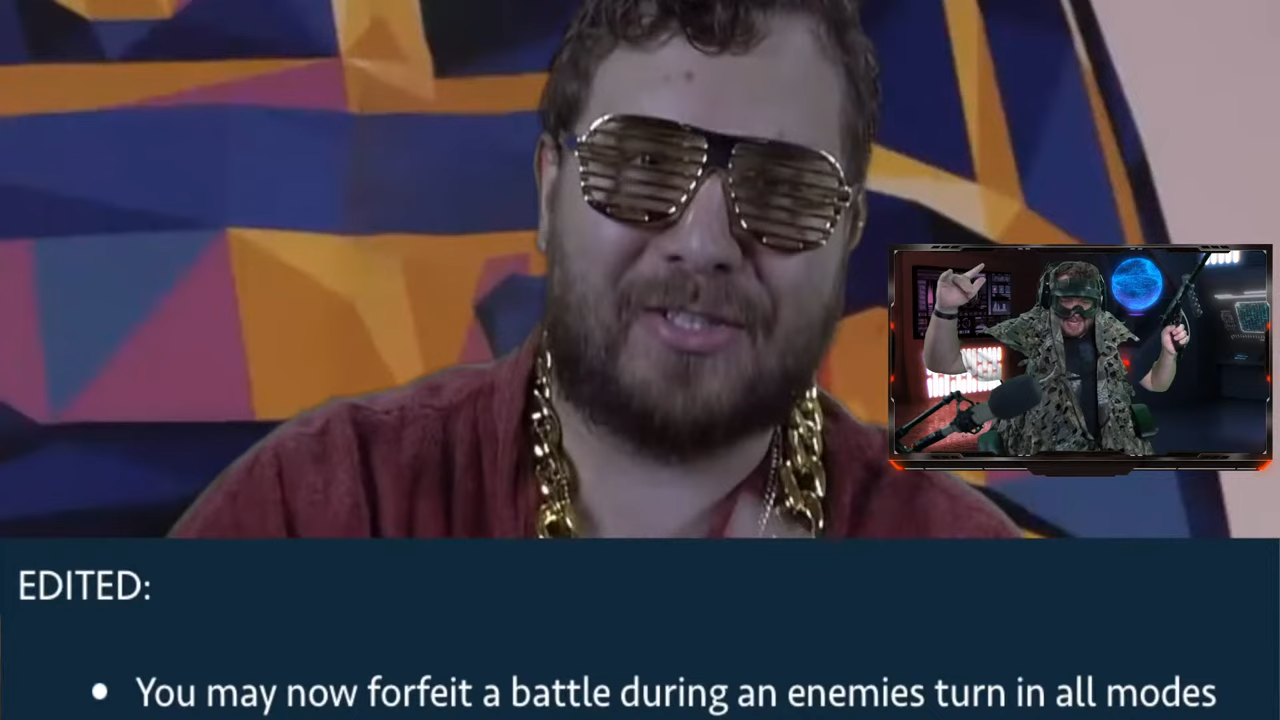 EDITED:
• You may now forfeit a battle during an enemies turn in all modes